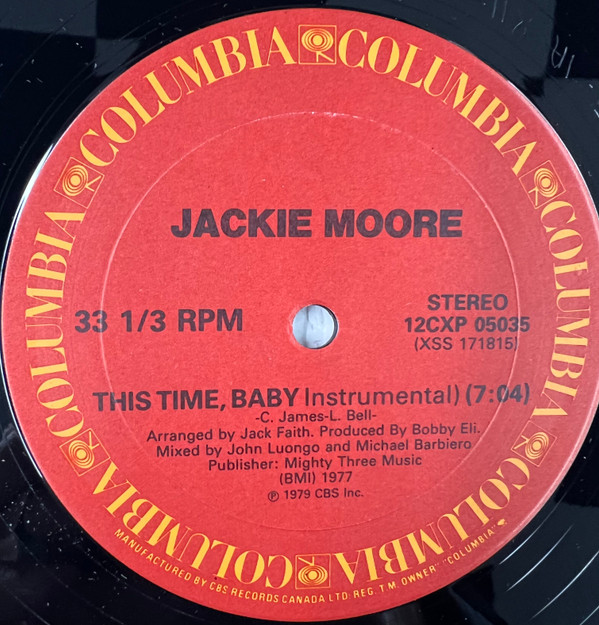 COLUMBIA COLUMBIA COLUMBIA COLUMBIA COLUMBIA COLUMBIA COLUMBIA
JACKIE MOORE
33 1/3 RPM
STEREO
12CXP 05035
(XSS 171815)
THIS TIME, BABY Instrumental) (7:04)
-C. James-L. Bell-
Arranged by Jack Faith. Produced By Bobby Eli.
Mixed by John Luongo and Michael Barbiero
Publisher: Mighty Three Music
(BMI) 1977
℗ 1979 CBS Inc.
MANUFACTURED BY CBS RECORDS CANADA LTD. REG. T.M. OWNER "COLUMBIA"